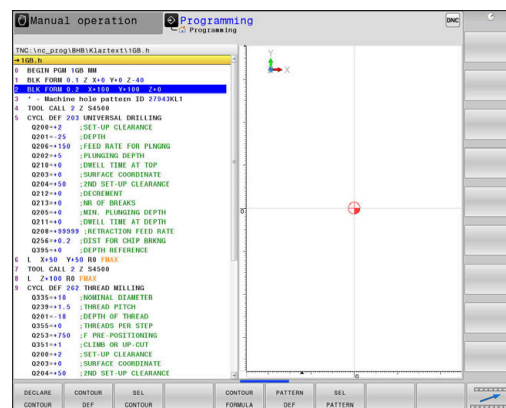 Manual operation
Programming
Programming
DNC
TNC:\nc_prog\BHB\Klartext\1GB.h
→1GB.h
0 BEGIN PGM 1GB MM
1 BLK FORM 0.1 Z X+0 Y+0 Z-40
2 BLK FORM 0.2 X+100 Y+100 Z+0
3 * - Machine hole pattern ID 27943KL1
4 TOOL CALL 2 Z S4500
5 CYCL DEF 203 UNIVERSAL DRILLING
Q200=+2 ;SET-UP CLEARANCE
Q201=-25 ;DEPTH
Q206=+150 ;FEED RATE FOR PLNGNG
Q202=+5 ;PLUNGING DEPTH
Q210=+0 ;DWELL TIME AT TOP
Q203=+0 ;SURFACE COORDINATE
Q204=+50 ;2ND SET-UP CLEARANCE
Q212=+0 ;DECREMENT
Q213=+0 ;NR OF BREAKS
Q205=+0 ;MIN. PLUNGING DEPTH
Q211=+0 ;DWELL TIME AT DEPTH
Q208=+99999 ;RETRACTION FEED RATE
Q256=+0.2 ;DIST FOR CHIP BRKNG
Q395=+0 ;DEPTH REFERENCE
6 L X+50 Y+50 R0 FMAX
7 TOOL CALL 2 Z S4500
8 L Z+100 R0 FMAX
9 CYCL DEF 262 THREAD MILLING
Q335=+10 ;NOMINAL DIAMETER
Q239=+1.5 ;THREAD PITCH
Q201=-18 ;DEPTH OF THREAD
Q355=+0 ;THREADS PER STEP
Q253=+750 ;F PRE-POSITIONING
Q351=+1 ;CLIMB OR UP-CUT
Q200=+2 ;SET-UP CLEARANCE
Q203=+0 ;SURFACE COORDINATE
Q204=+50 ;2ND SET-UP CLEARANCE
Y
X
0
0
DECLARE CONTOUR
CONTOUR DEF
SEL CONTOUR
CONTOUR FORMULA
PATTERN DEF
SEL PATTERN